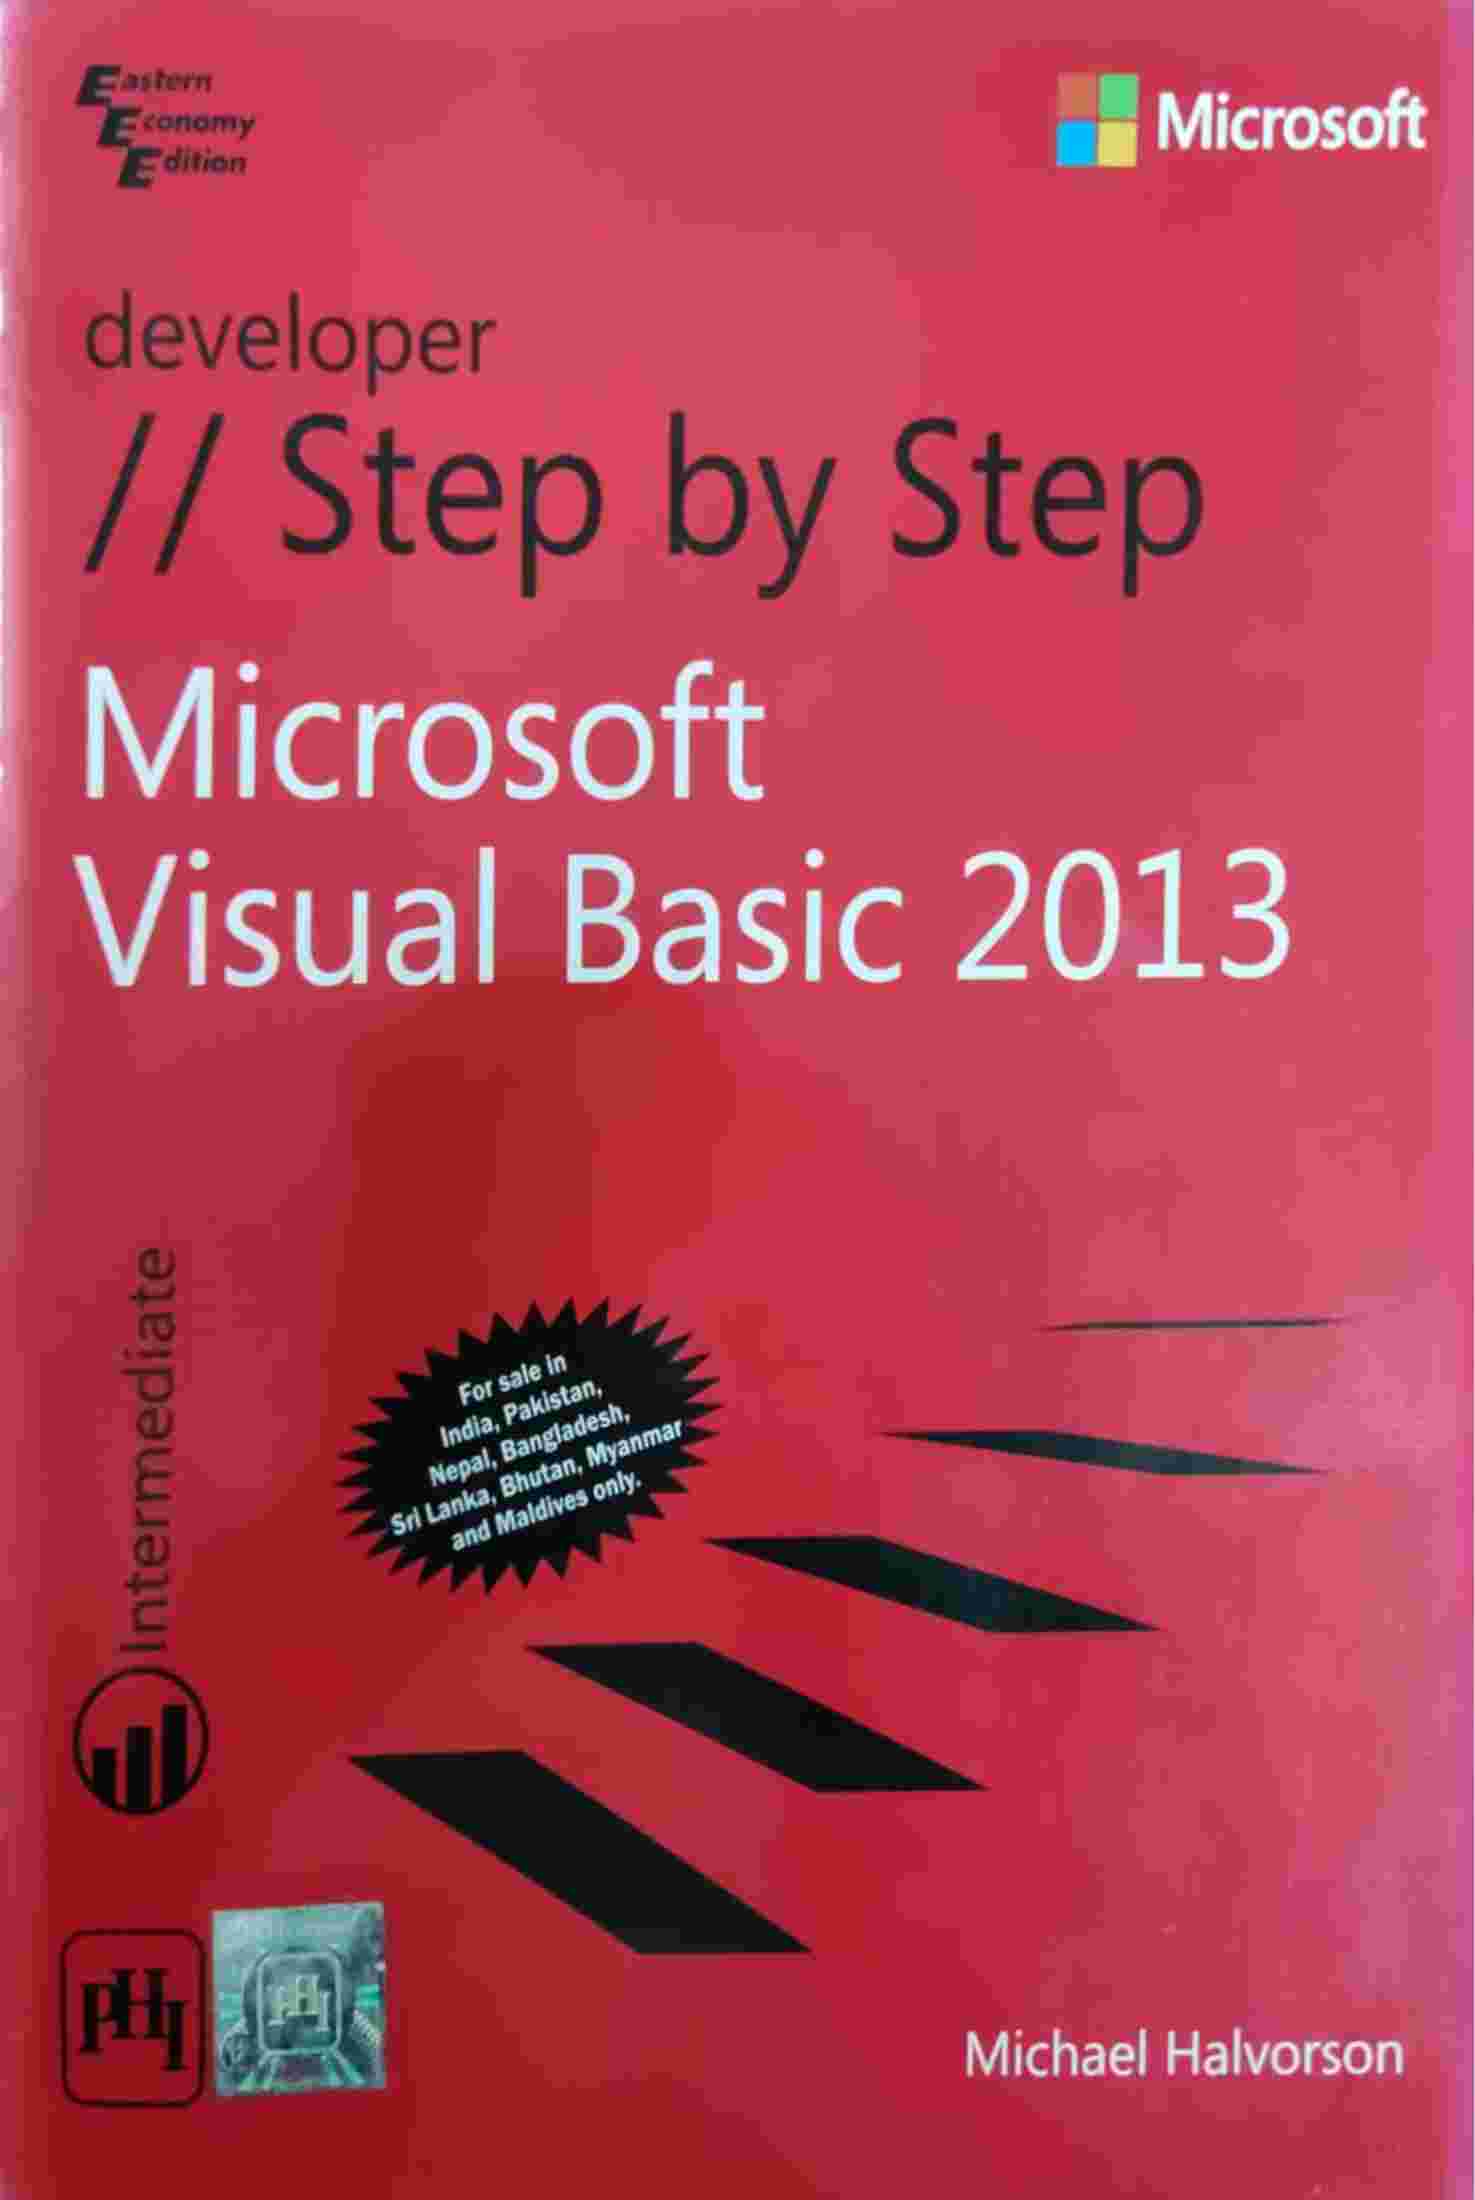 Eastern
Economy
Edition
Microsoft
developer
// Step by Step
Microsoft
Visual Basic 2013
Intermediate
For sale in
India, Pakistan,
Nepal, Bangladesh,
Sri Lanka, Bhutan, Myanmar
and Maldives only.
PHI
PHI
Michael Halvorson